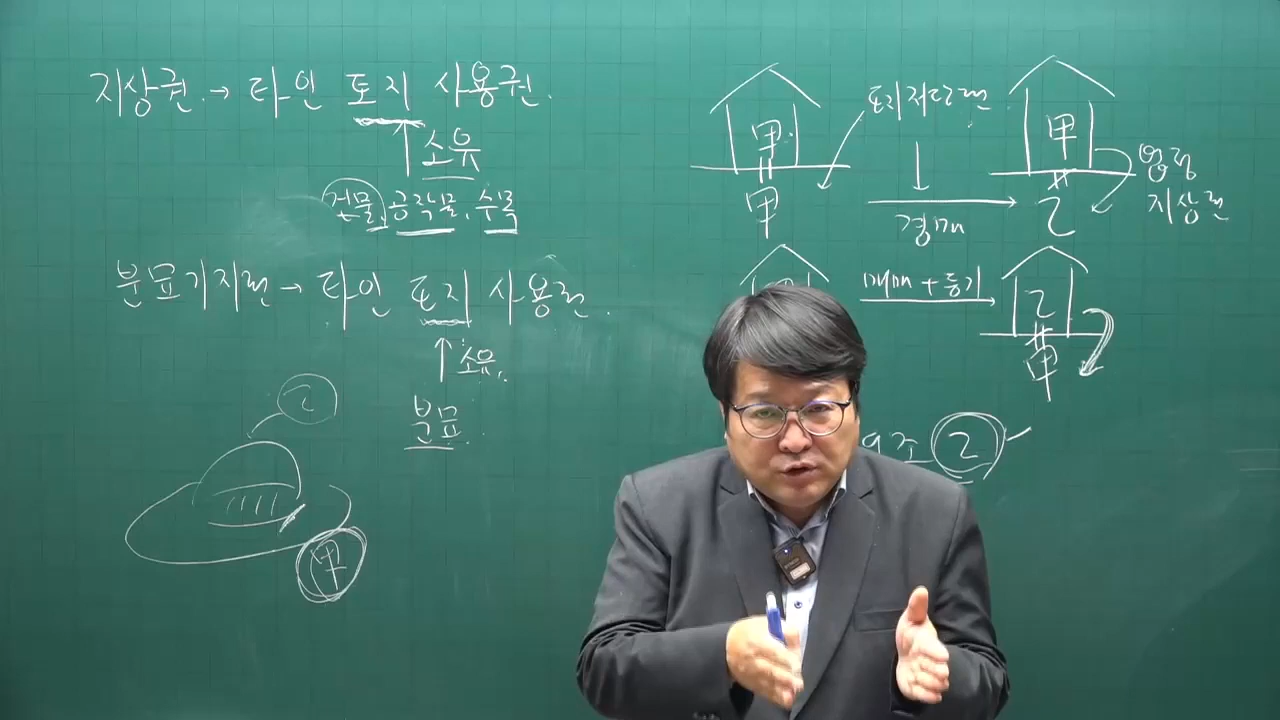 지상권 → 타인 토지 사용권.
↑ 소유
건물, 공작물, 수목
분묘기지권 → 타인 토지 사용권.
↑ 소유
분묘
乙
甲
甲
甲
토지저당권
경매
甲
乙
법정
지상권
매매 + 등기
乙
甲
조 2